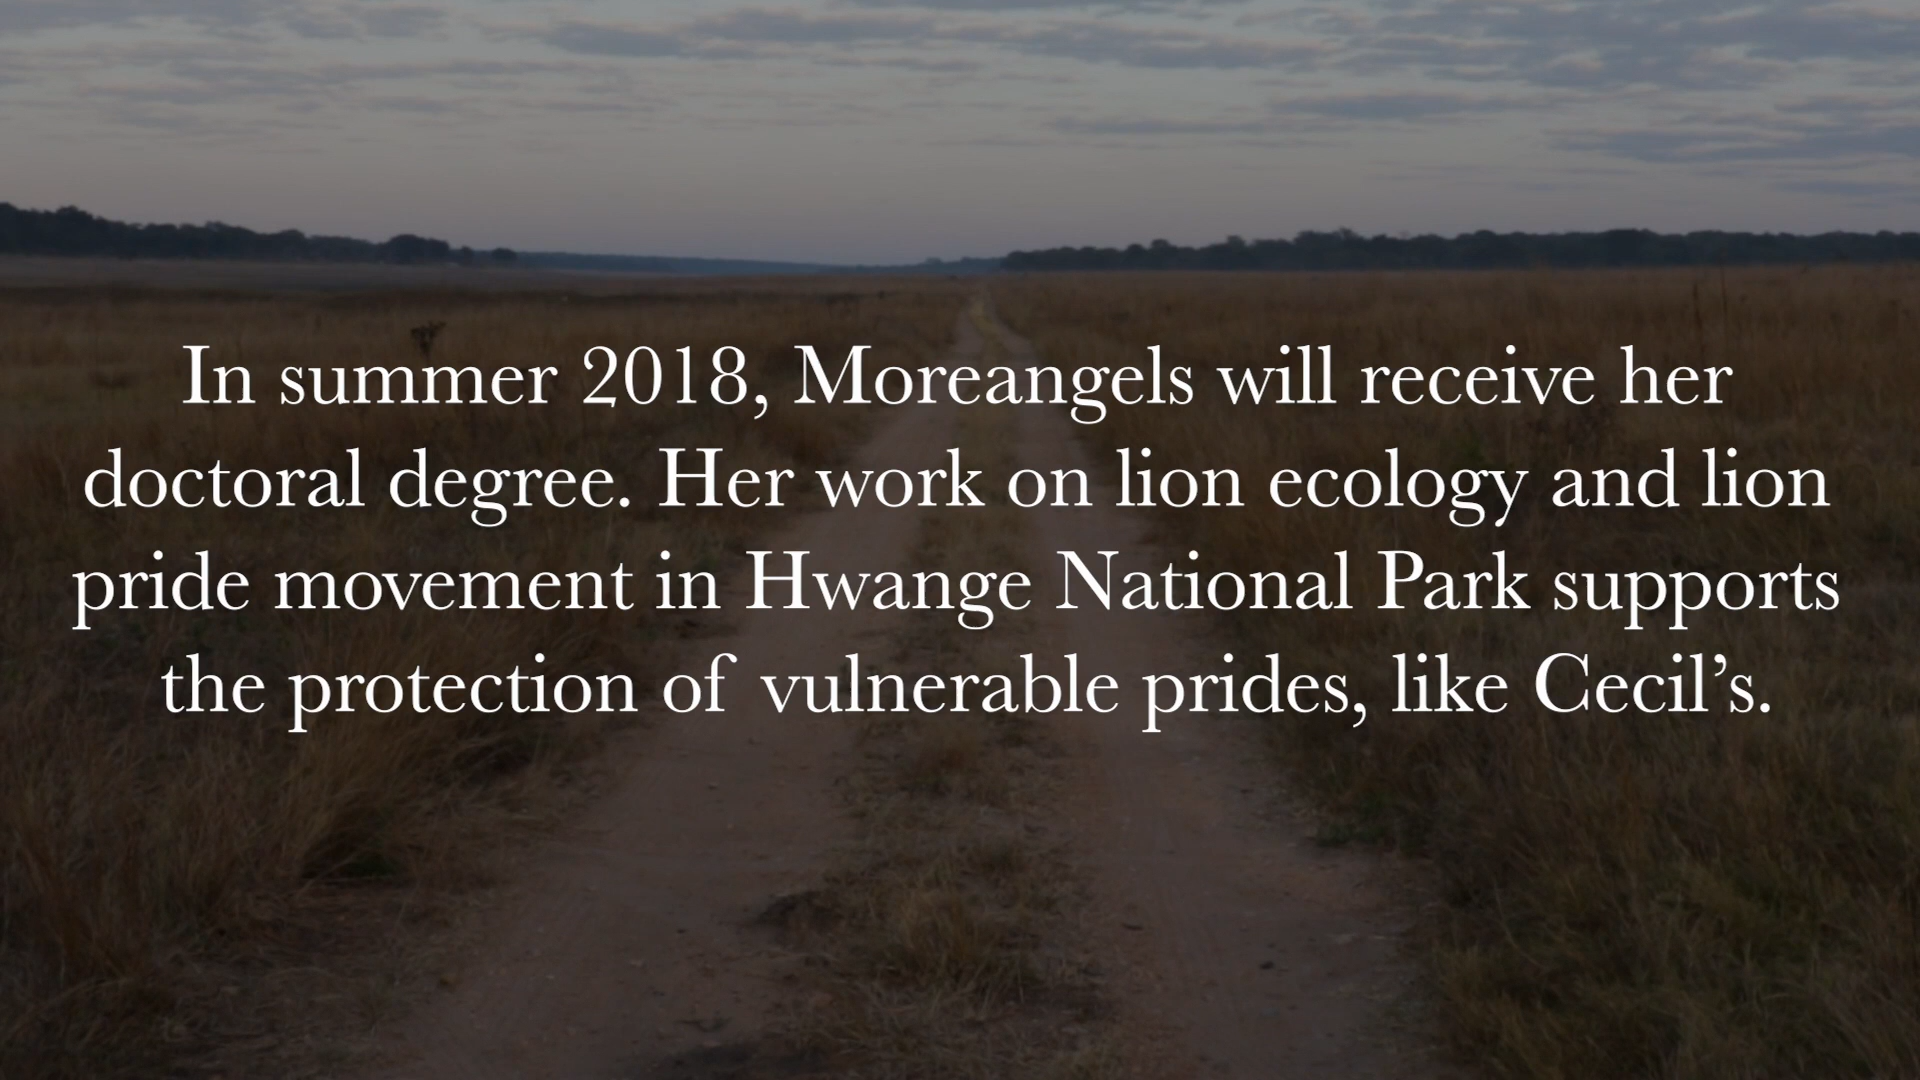 In summer 2018, Moreangels will receive her
doctoral degree. Her work on lion ecology and lion
pride movement in Hwange National Park supports
the protection of vulnerable prides, like Cecil’s.